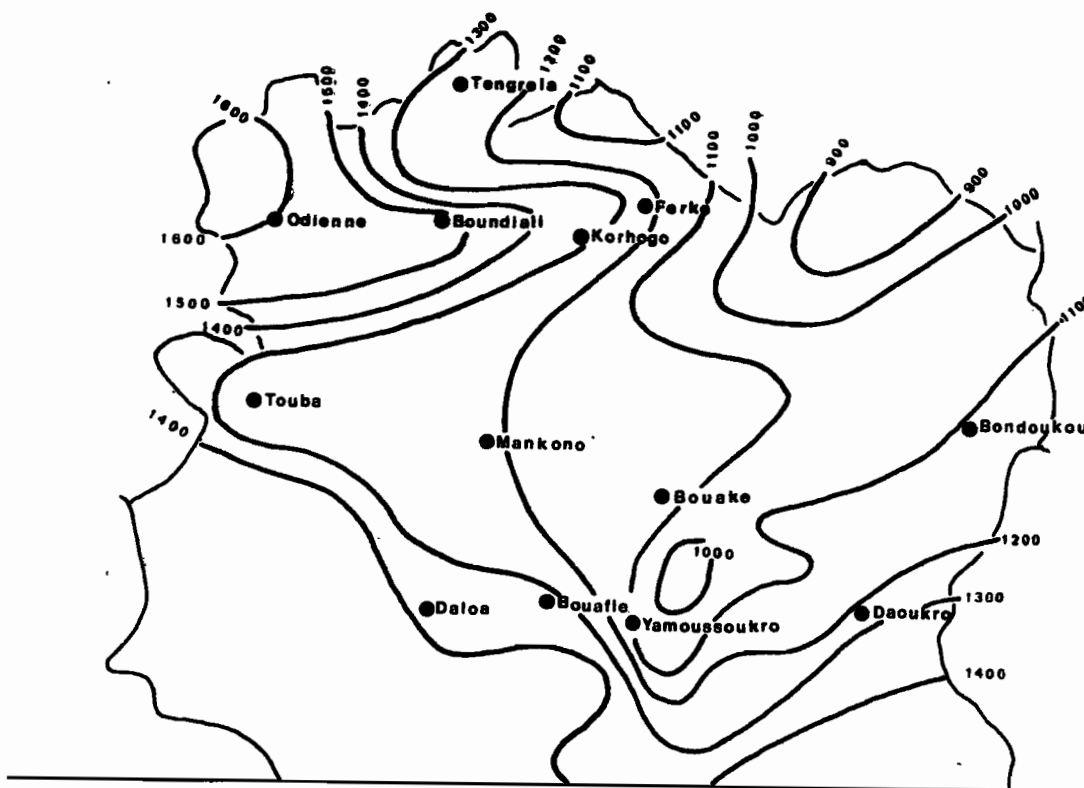 1300
1200
1100
Tengrela
1500
1400
1600
1100
1100
1000
900
900
1000
Odienne
Boundiali
Ferke
Korhogo
1600
1500
1400
1100
Touba
1400
Mankono
Bondoukou
Bouake
1000
1200
1300
Daloa
Bouafle
Yamoussoukro
Daoukro
1400